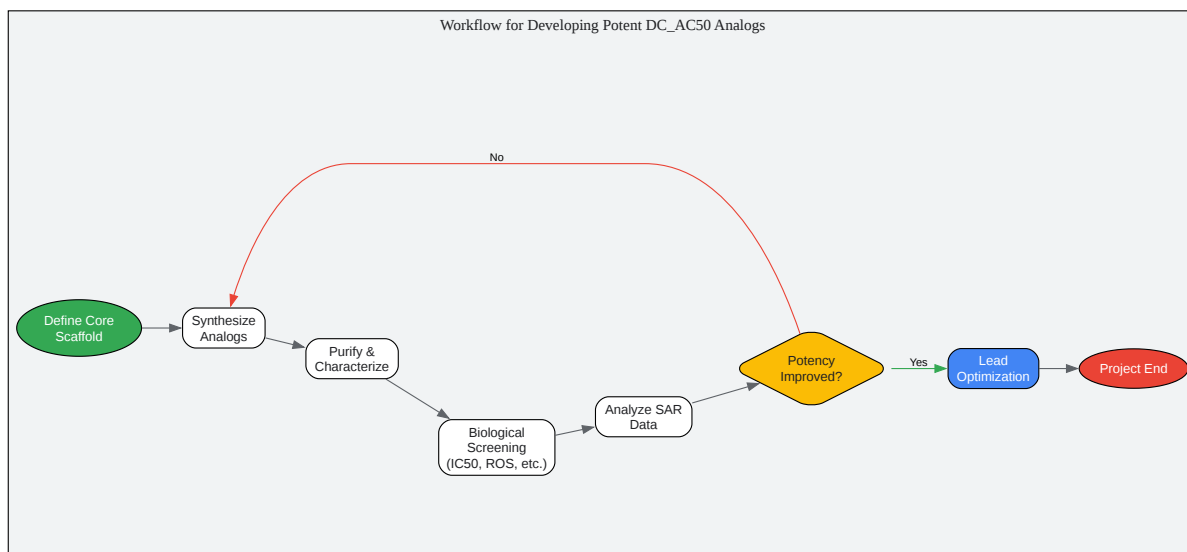 Workflow for Developing Potent DC_AC50 Analogs
No
Define Core
Scaffold
Synthesize
Analogs
Purify &
Characterize
Biological
Screening
(IC50, ROS, etc.)
Analyze SAR
Data
Potency
Improved?
Yes
Lead
Optimization
Project End